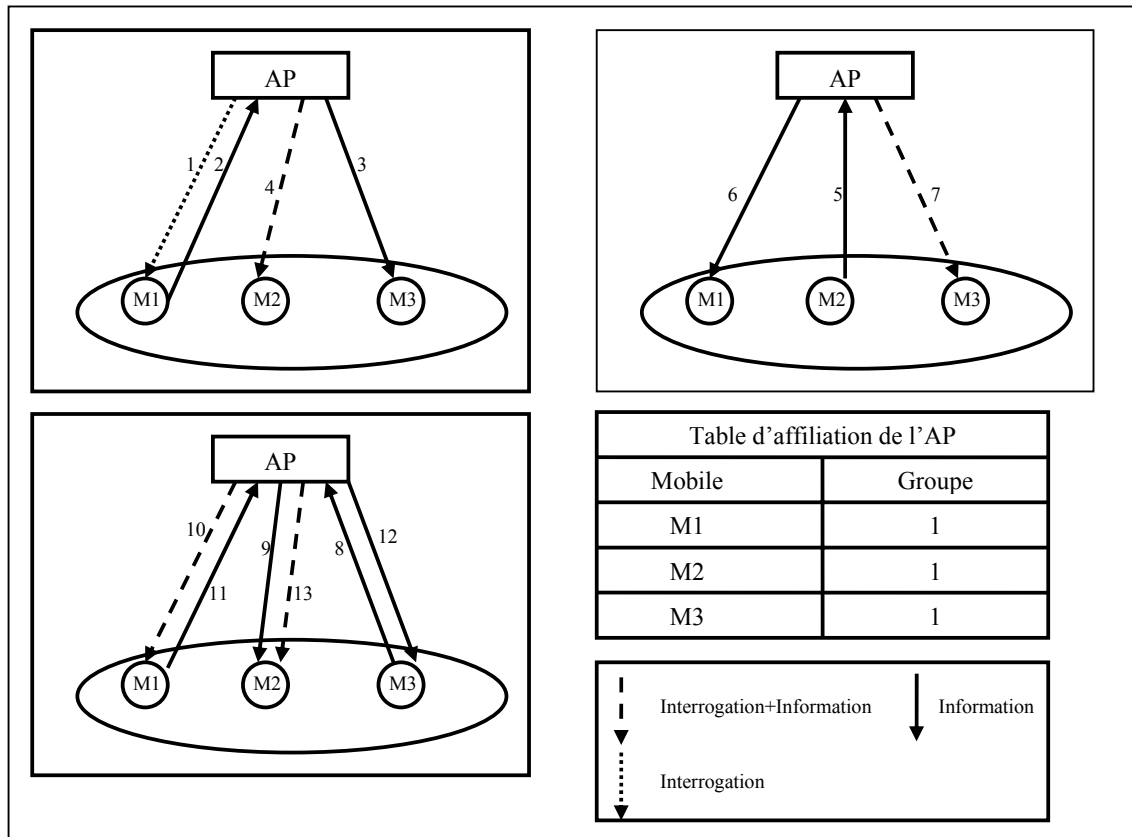 AP
1
2
4
3
M1
M2
M3
AP
6
5
7
M1
M2
M3
AP
10
11
9
13
8
12
M1
M2
M3
Table d'affiliation de l'AP
Mobile Groupe
M1 1
M2 1
M3 1
Interrogation+Information
Information
Interrogation